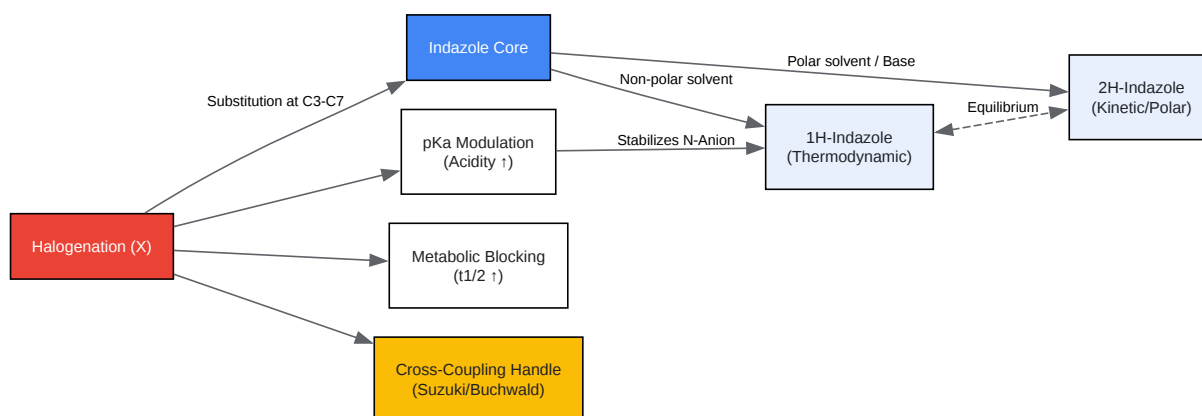 Indazole Core
Polar solvent / Base
Non-polar solvent
2H-Indazole
(Kinetic/Polar)
Substitution at C3-C7
Equilibrium
pKa Modulation
(Acidity ↑)
Stabilizes N-Anion
1H-Indazole
(Thermodynamic)
Halogenation (X)
Metabolic Blocking
(t1/2 ↑)
Cross-Coupling Handle
(Suzuki/Buchwald)